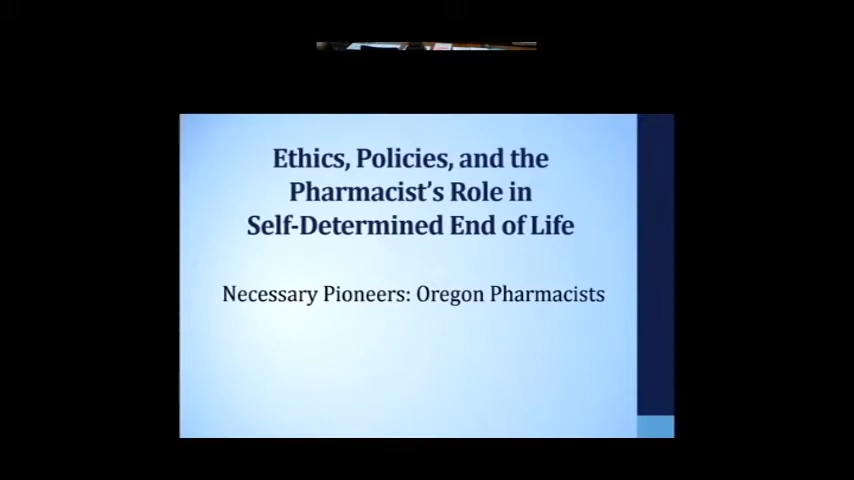 Ethics, Policies, and the
Pharmacist's Role in
Self-Determined End of Life
Necessary Pioneers: Oregon Pharmacists